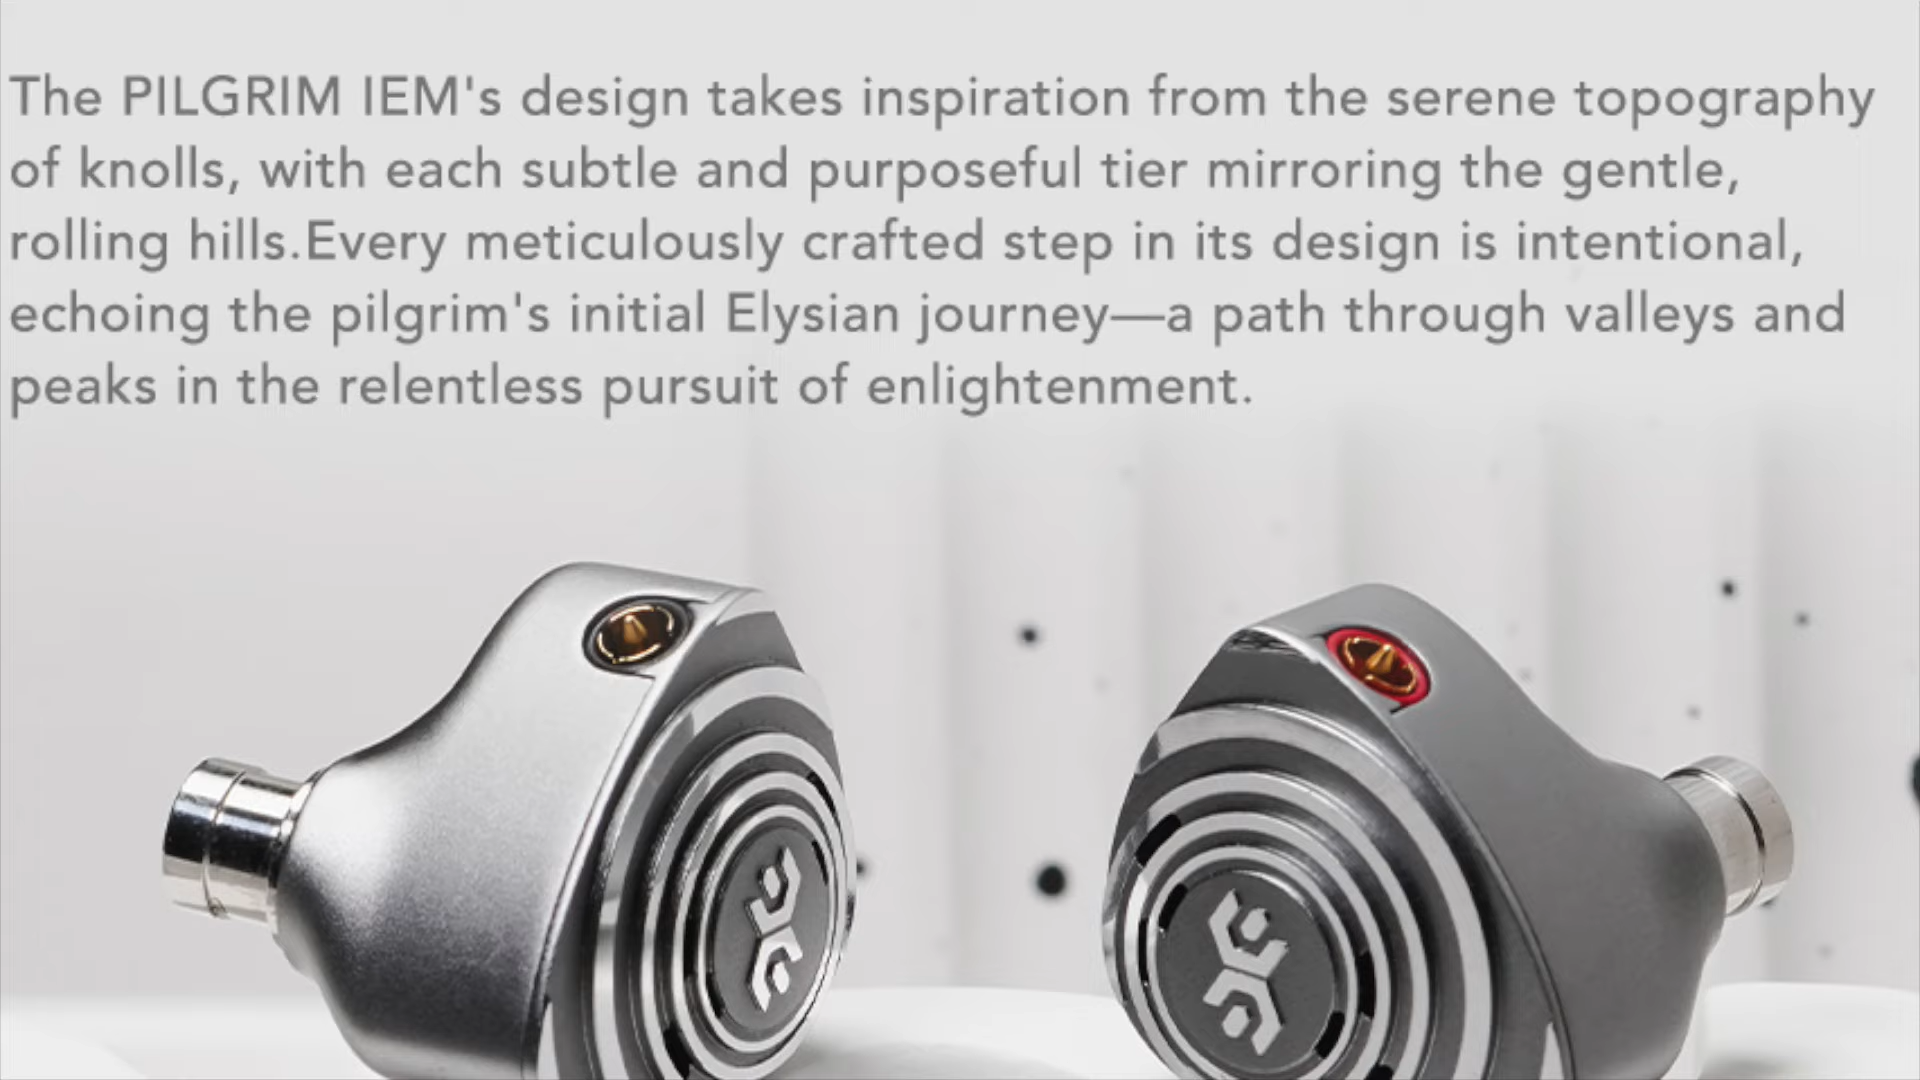 The PILGRIM IEM's design takes inspiration from the serene topography
of knolls, with each subtle and purposeful tier mirroring the gentle,
rolling hills.Every meticulously crafted step in its design is intentional,
echoing the pilgrim's initial Elysian journey—a path through valleys and
peaks in the relentless pursuit of enlightenment.